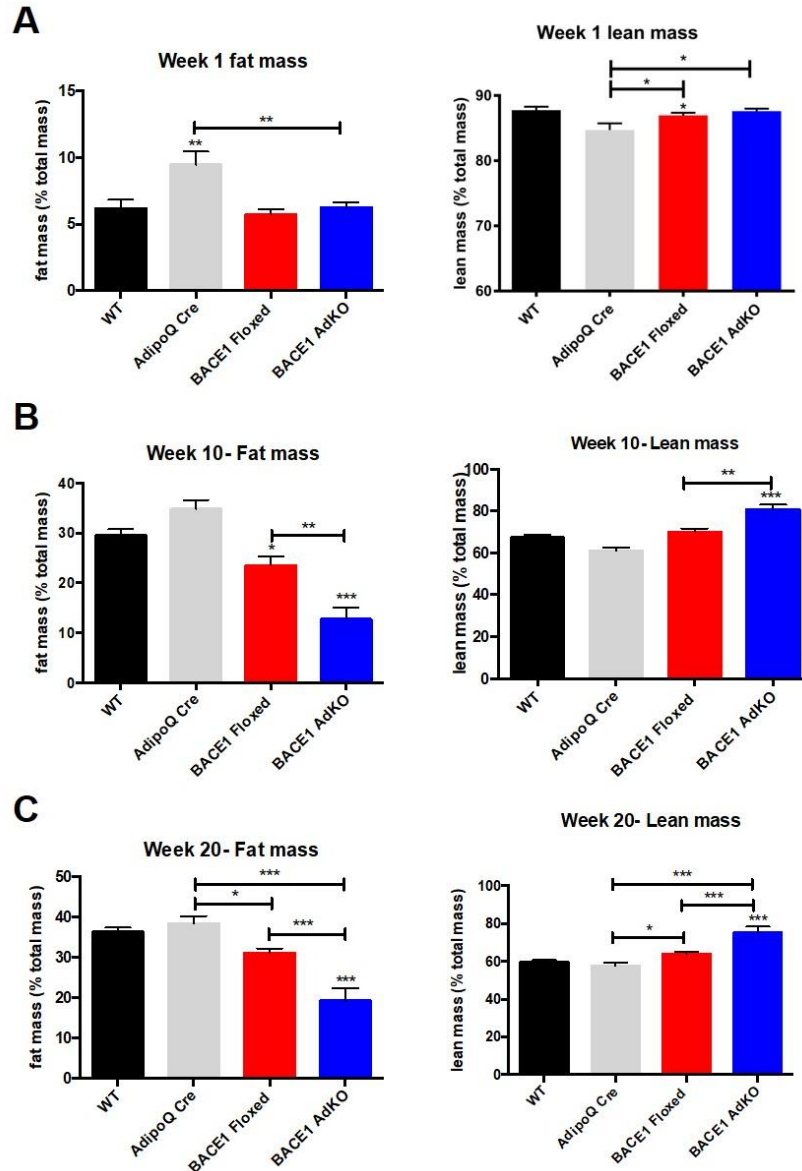 A
Week 1 fat mass
fat mass (% total mass)
15
10
5
0
**
**
WT
AdipoQ Cre
BACE1 Floxed
BACE1 AdKO
Week 1 lean mass
lean mass (% total mass)
90
80
70
60
*
*
*
WT
AdipoQ Cre
BACE1 Floxed
BACE1 AdKO
B
Week 10- Fat mass
fat mass (% total mass)
40
30
20
10
0
**
*
***
WT
AdipoQ Cre
BACE1 Floxed
BACE1 AdKO
Week 10-Lean mass
lean mass (% total mass)
100
80
60
40
20
0
**
***
WT
AdipoQ Cre
BACE1 Floxed
BACE1 AdKO
C
Week 20- Fat mass
fat mass (% total mass)
50
40
30
20
10
0
***
*
***
***
WT
AdipoQ Cre
BACE1 Floxed
BACE1 AdKO
Week 20- Lean mass
lean mass (% total mass)
100
80
60
40
20
0
***
***
***
*
WT
AdipoQ Cre
BACE1 Floxed
BACE1 AdKO